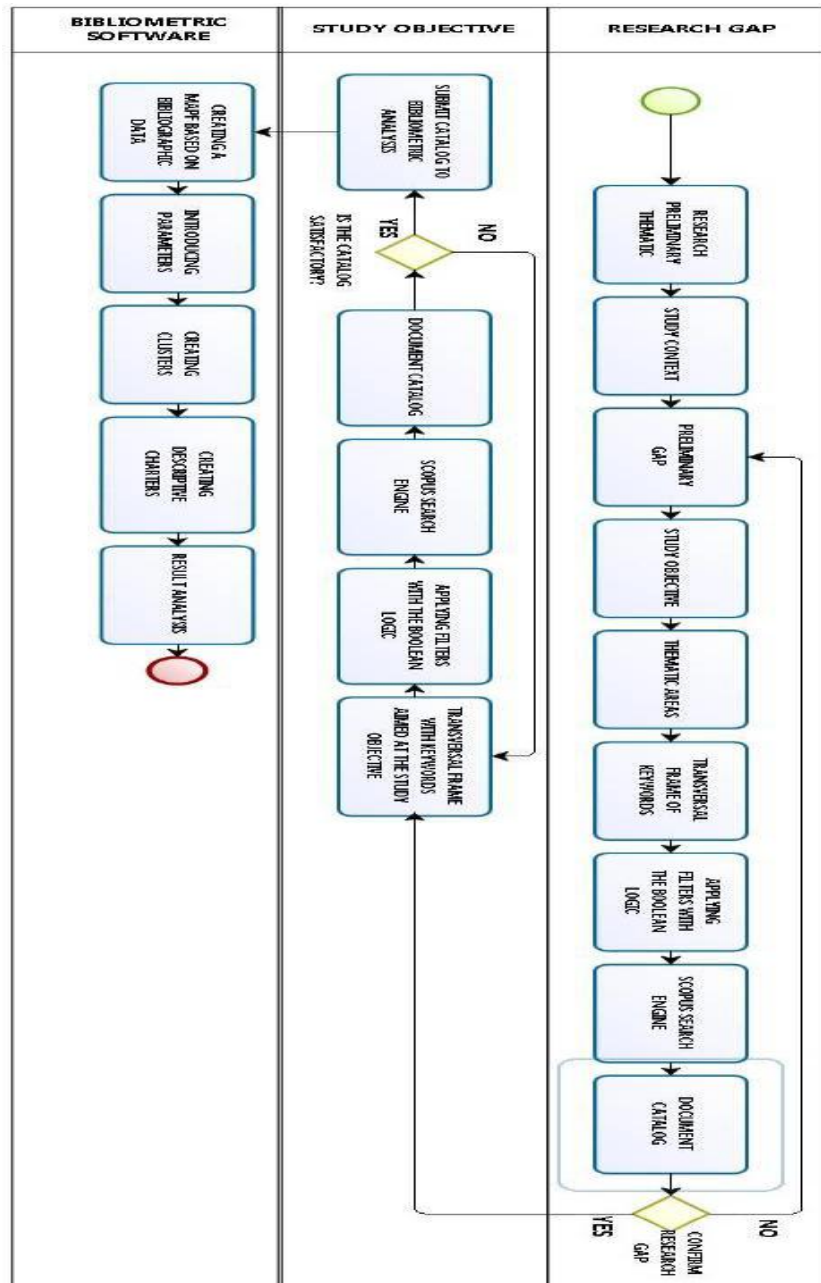 RESEARCH GAP
RESEARCH
PRELIMINARY
THEMATIC
STUDY CONTEXT
PRELIMINARY
GAP
STUDY OBJECTIVE
THEMATIC AREAS
TRANSVERSAL
FRAME OF
KEYWORDS
APPLYING
FILTERS WITH
THE BOOLEAN
LOGIC
SCOPUS SEARCH
ENGINE
DOCUMENT
CATALOG
CONFIRM
RESEARCH
GAP
NO
YES
STUDY OBJECTIVE
TRANSVERSAL FRAME
WITH KEYWORDS
AIMED AT THE STUDY
OBJECTIVE
APPLYING FILTERS
WITH THE BOOLEAN
LOGIC
SCOPUS SEARCH
ENGINE
DOCUMENT CATALOG
IS THE CATALOG
SATISFACTORY?
NO
YES
SUBMIT CATALOG TO
BIBLIOMETRIC
ANALYSIS
BIBLIOMETRIC
SOFTWARE
CREATING A
MAPF BASED ON
BIBLIOGRAPHIC
DATA
INTRODUCING
PARAMETERS
CREATING
CLUSTERS
CREATING
DESCRIPTIVE
CHARTERS
RESULT ANALYSIS